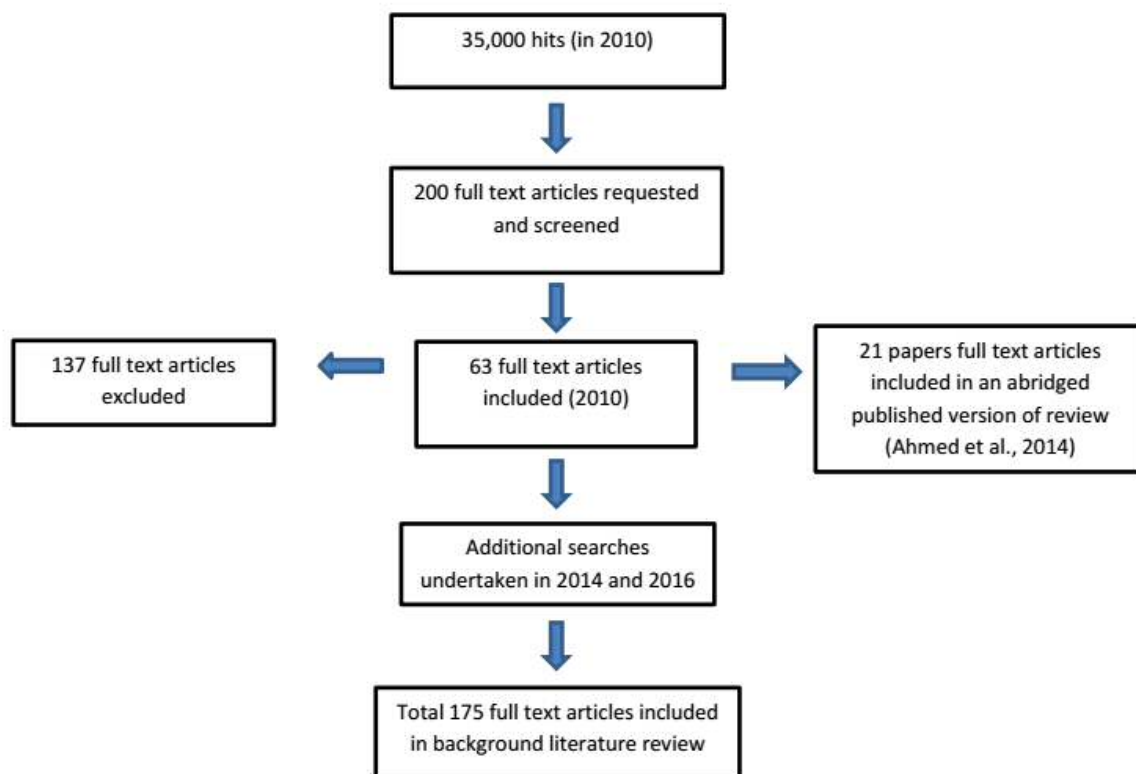 35,000 hits (in 2010)
200 full text articles requested
and screened
137 full text articles
excluded
63 full text articles
included (2010)
21 papers full text articles
included in an abridged
published version of review
(Ahmed et al., 2014)
Additional searches
undertaken in 2014 and 2016
Total 175 full text articles included
in background literature review